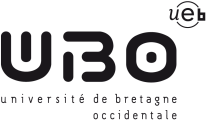 ueb
UBO
université de bretagne
occidentale